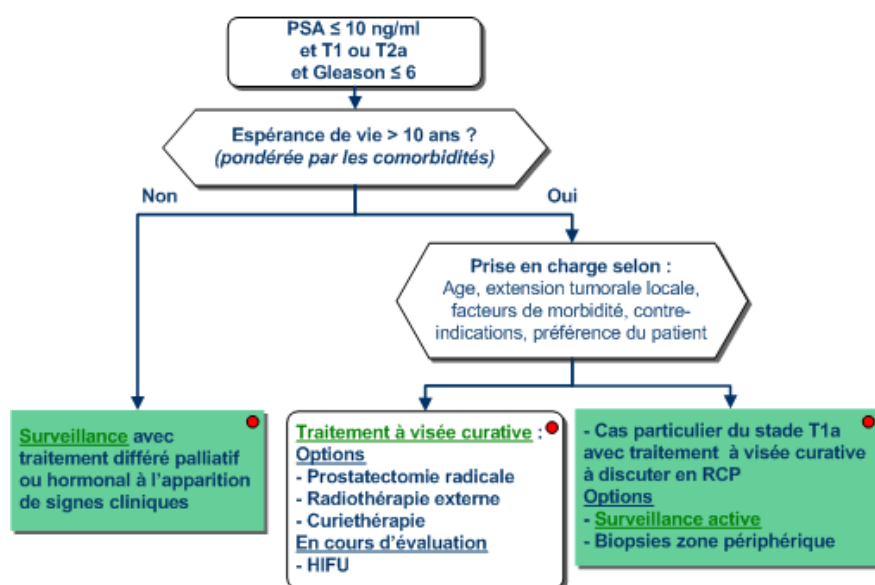 PSA ≤ 10 ng/ml
et T1 ou T2a
et Gleason ≤ 6
Espérance de vie > 10 ans ?
(pondérée par les comorbidités)
Non
Oui
Prise en charge selon :
Age, extension tumorale locale,
facteurs de morbidité, contre-
indications, préférence du patient
Surveillance avec
traitement différé palliatif
ou hormonal à l'apparition
de signes cliniques
Traitement à visée curative :
Options
- Prostatectomie radicale
- Radiothérapie externe
- Curiethérapie
En cours d'évaluation
- HIFU
- Cas particulier du stade T1a
avec traitement à visée curative
à discuter en RCP
Options
- Surveillance active
- Biopsies zone périphérique